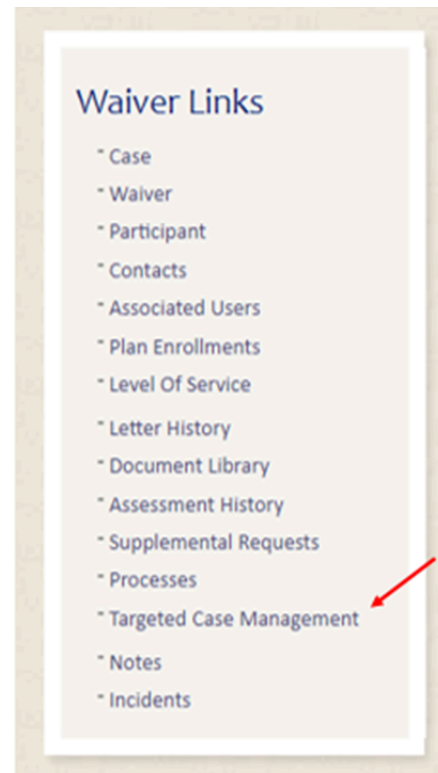 Waiver Links
Case
Waiver
Participant
Contacts
Associated Users
Plan Enrollments
Level Of Service
Letter History
Document Library
Assessment History
Supplemental Requests
Processes
Targeted Case Management
Notes
Incidents